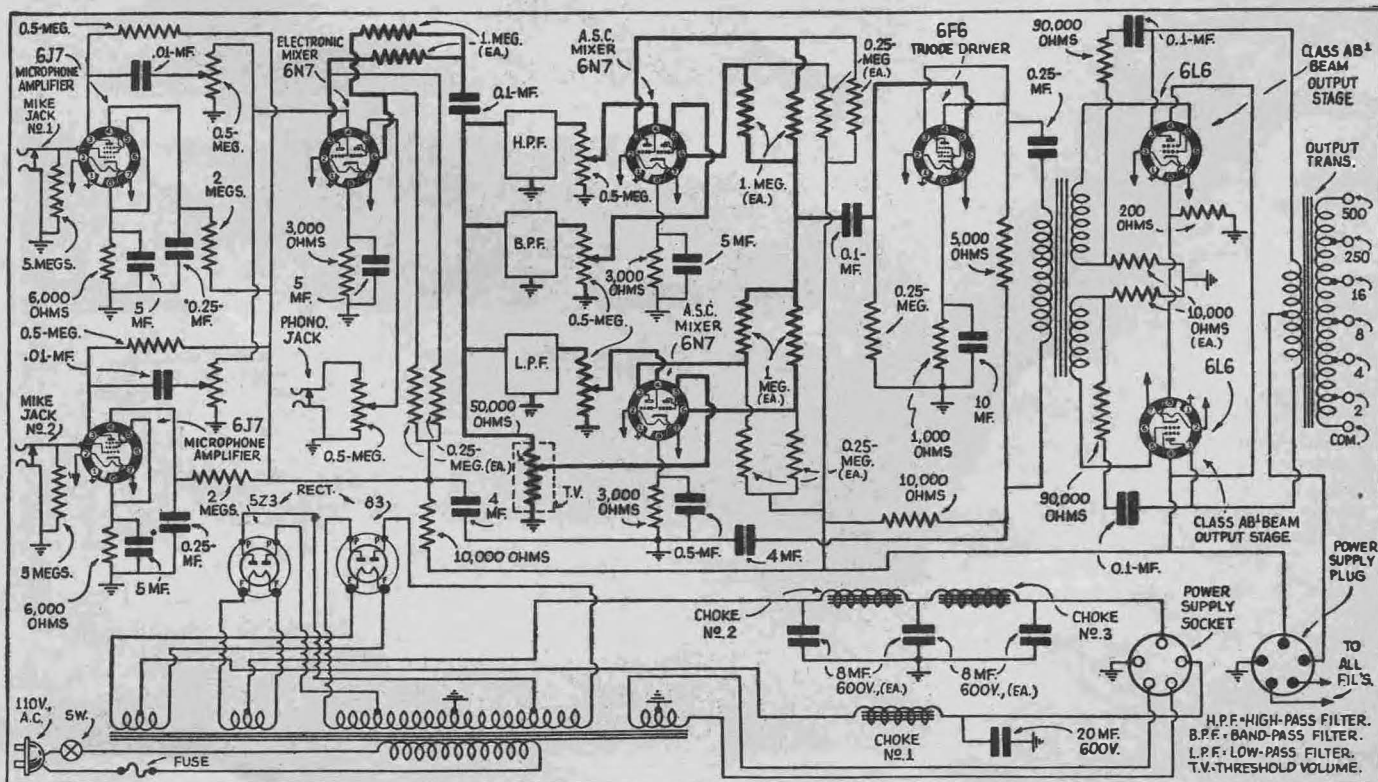 0.5-MEG.
6J7
MICROPHONE
AMPLIFIER
MIKE
JACK
No.1
.01-MF.
0.5-
MEG.
2
MEGS.
5 MEGS.
6,000
OHMS
5
MF.
0.25-
MF.
0.5-MEG.
.01-MF.
MIKE
JACK
No.2
6J7
MICROPHONE
AMPLIFIER
2
MEGS.
5 MEGS.
6,000
OHMS
5 MF.
0.25-
MF.
ELECTRONIC
MIXER
6N7
1. MEG.
(EA.)
0.1-MF.
3,000
OHMS
5
MF.
PHONO.
JACK
0.5-MEG.
0.25-
MEG.(EA.)
5Z3
RECT.
83
10,000 OHMS
4
MF.
50,000
OHMS
T.V.
H.P.F.
B.P.F.
L.P.F.
A.S.C.
MIXER
6N7
0.5-MEG.
3,000
OHMS
5 MF.
0.5-MEG.
A.S.C.
MIXER
6N7
3,000
OHMS
0.5-MF.
4 MF.
1. MEG.
(EA.)
0.25-
MEG
(EA.)
1.
MEG.
(EA.)
0.25-
MEG.
(EA.)
0.1-
MF.
6F6
TRIODE DRIVER
0.25-
MEG.
5,000
OHMS
1,000
OHMS
10
MF.
10,000
OHMS
0.25-
MF.
90,000
OHMS
0.1-MF.
6L6
CLASS AB1
BEAM
OUTPUT
STAGE
200
OHMS
10,000
OHMS
(EA.)
6L6
90,000
OHMS
0.1-MF.
CLASS AB1 BEAM
OUTPUT STAGE
OUTPUT
TRANS.
500
250
16
8
4
2
COM.
POWER
SUPPLY
PLUG
POWER
SUPPLY
SOCKET
TO
ALL
FIL'S.
CHOKE
No.2
CHOKE
No.3
8 MF.
600V.,(EA.)
8 MF.
600V.,(EA.)
CHOKE
No.1
20 MF.
600V.
110V.,
A.C.
SW.
FUSE
H.P.F.=HIGH-PASS FILTER.
B.P.F.=BAND-PASS FILTER.
L.P.F.=LOW-PASS FILTER.
T.V.=THRESHOLD VOLUME.